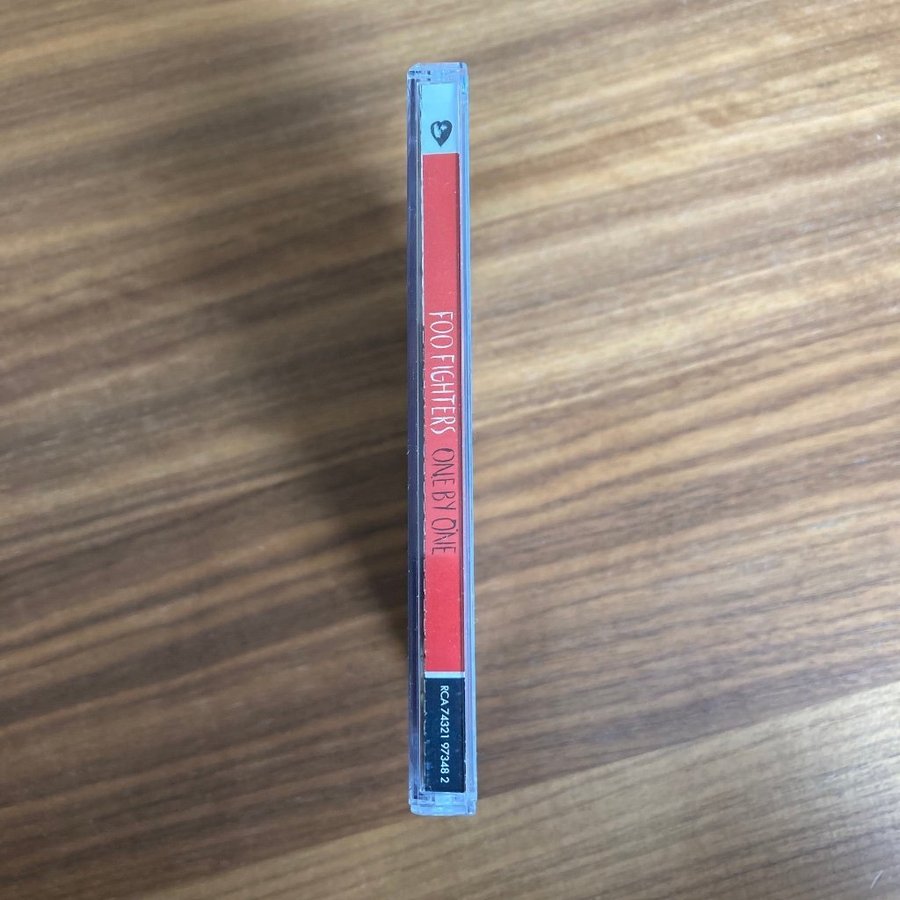 FOO FIGHTERS ONE BY ONE
RCA 74321 97348 2